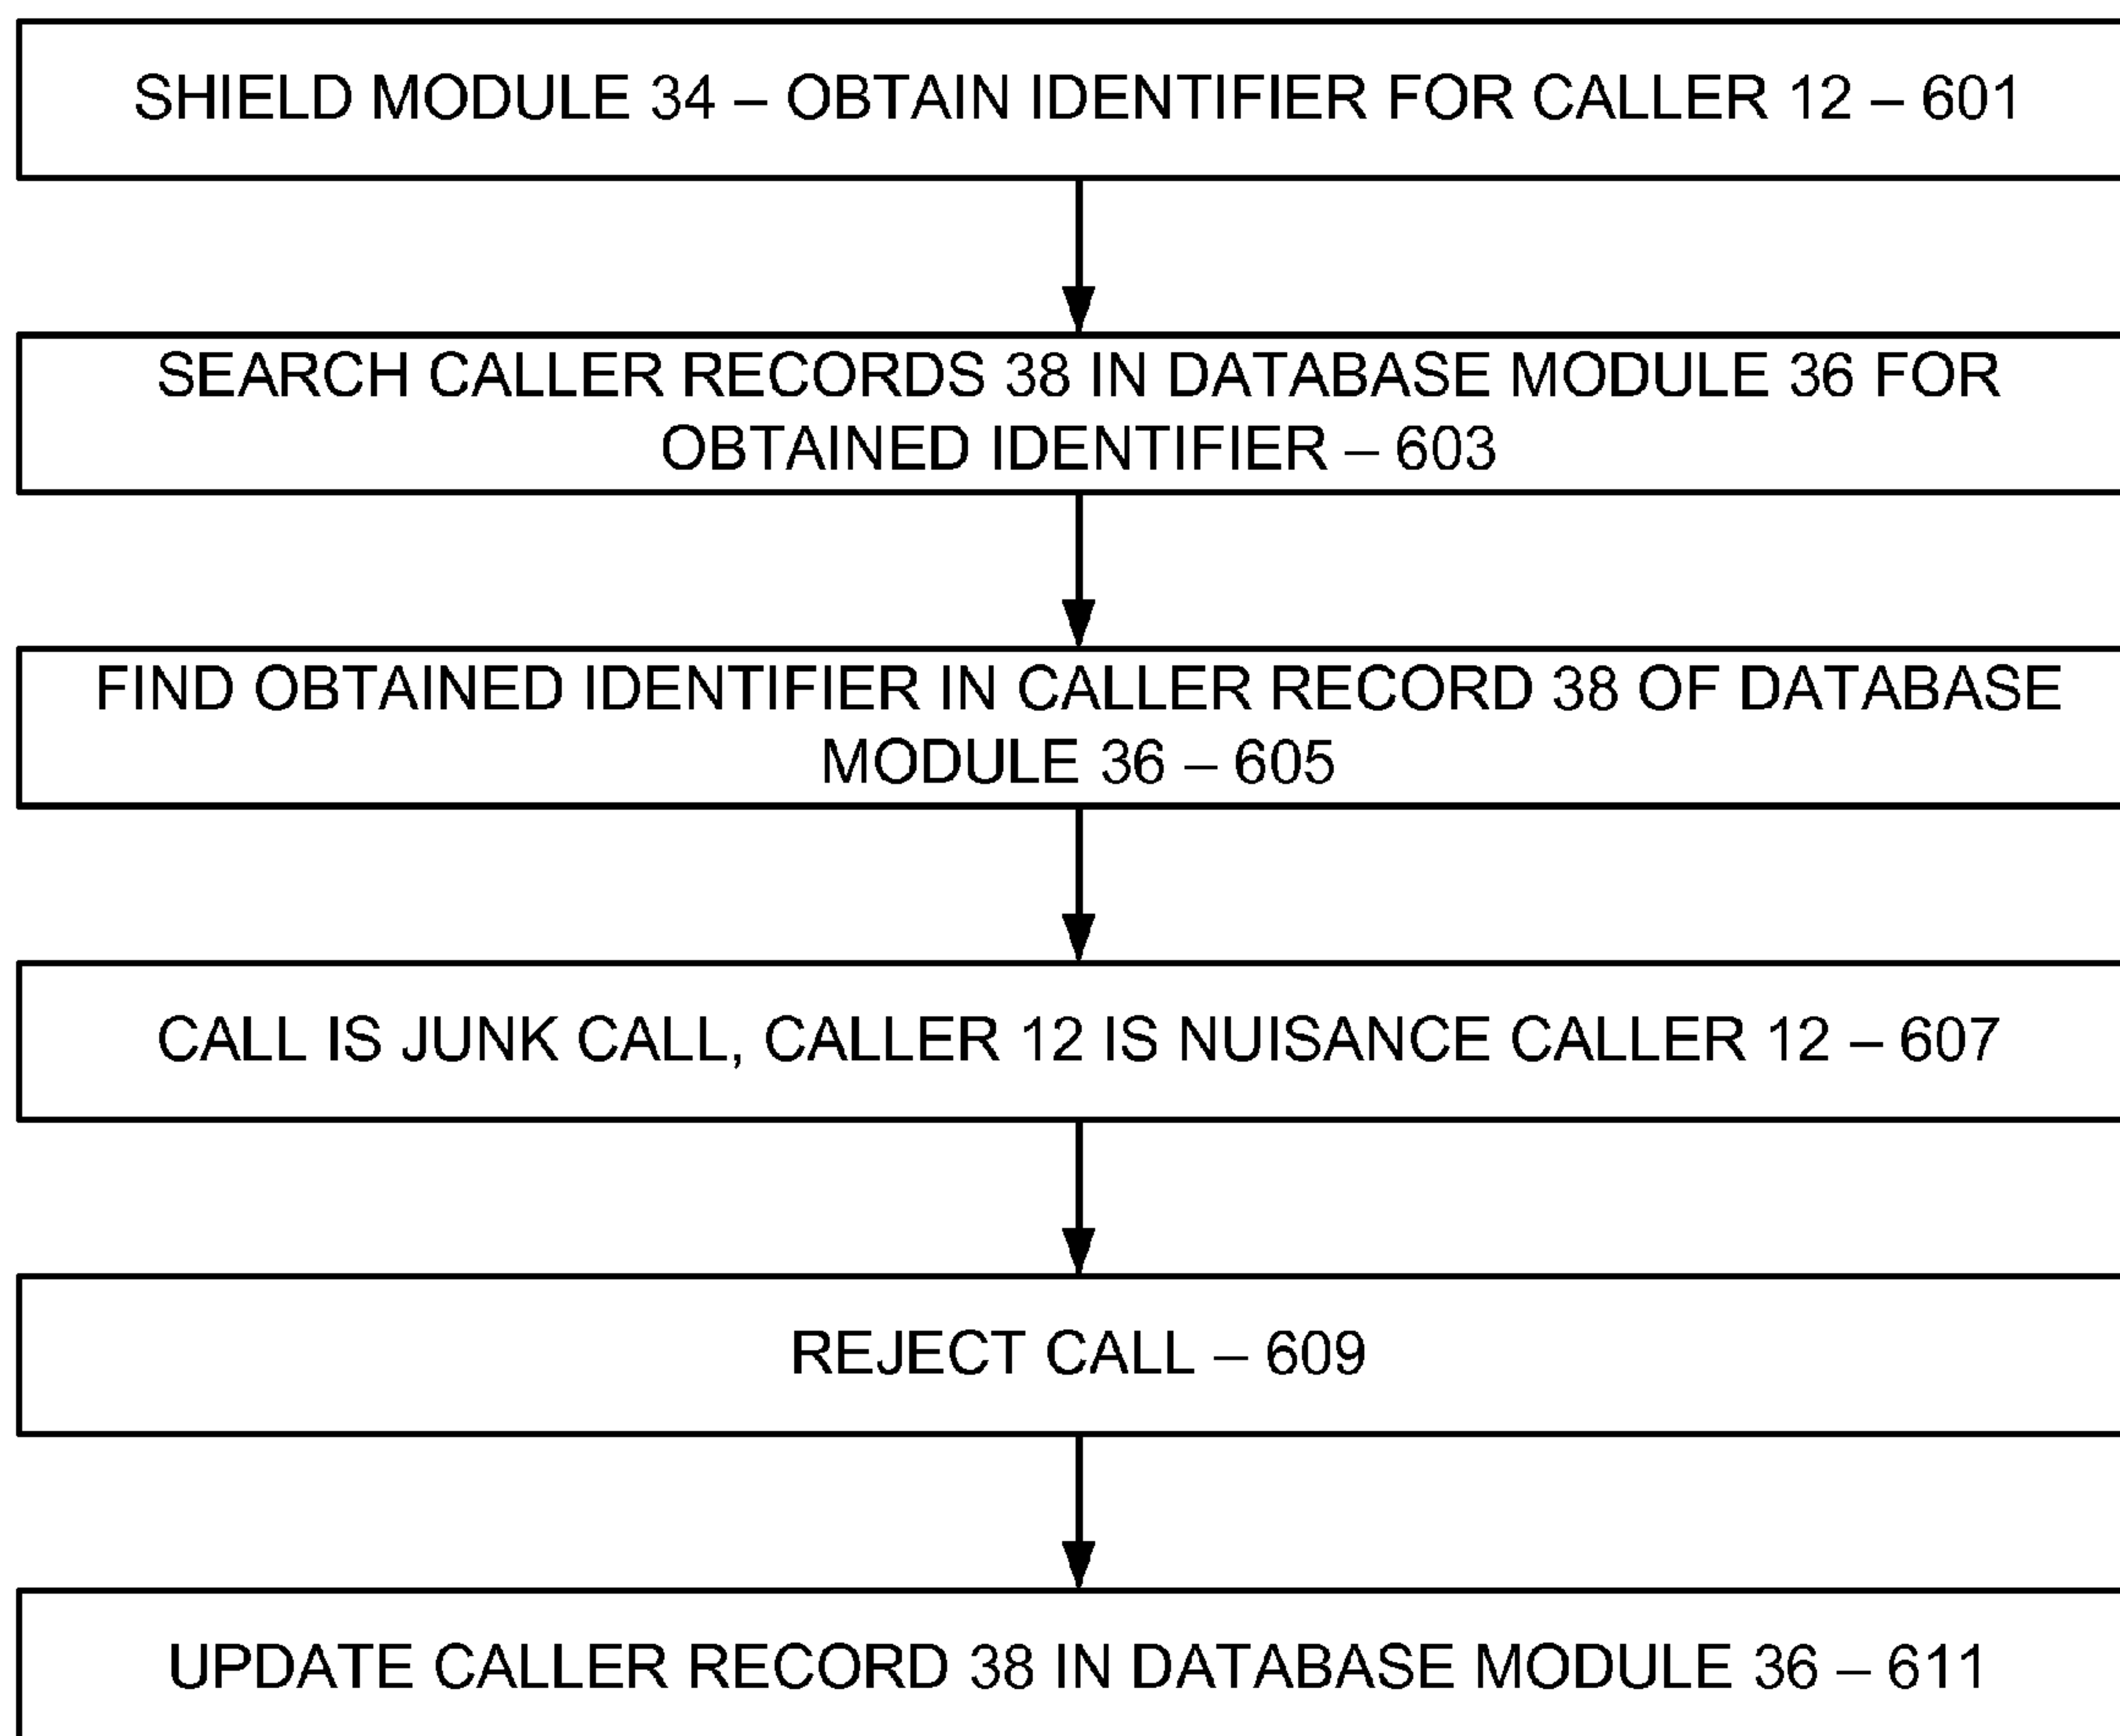 SHIELD MODULE 34 – OBTAIN IDENTIFIER FOR CALLER 12 – 601
SEARCH CALLER RECORDS 38 IN DATABASE MODULE 36 FOR
OBTAINED IDENTIFIER – 603
FIND OBTAINED IDENTIFIER IN CALLER RECORD 38 OF DATABASE
MODULE 36 – 605
CALL IS JUNK CALL, CALLER 12 IS NUISANCE CALLER 12 – 607
REJECT CALL – 609
UPDATE CALLER RECORD 38 IN DATABASE MODULE 36 – 611